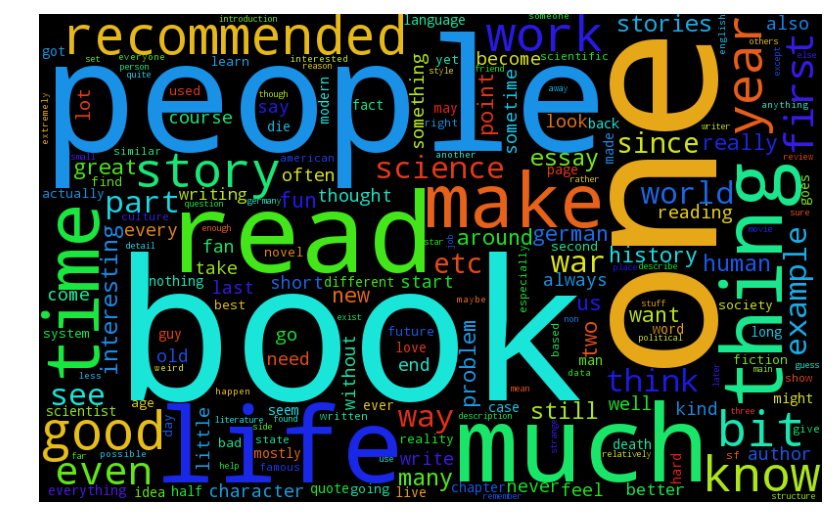 introduction
someone
recommended
work
language
stories
also
english
others
got
set
everyone
person
quite
learn
interested
reason
yet
become
scientific
people
one
year
first
extremely
lot
used
course
say
die
though
modern
fact
something
style
may
right
friend
point
sometime
away
look
back
made
except
else
anything
writer
small
similar
american
another
since
really
great
find
story
often
science
essay
page
rather
review
thing
actually
writing
fun
thought
make
world
goes
sure
part
culture
question
germany
enough
read
star
job
reading
time
interesting
every
detail
fan
novel
around
german
second
history
movie
example
nothing
take
etc
war
place
describe
human
come
last
short
different
start
especially
always
us
stuff
society
long
system
best
book
new
maybe
want
word
guy
go
exist
future
problem
two
political
fiction
guess
less
old
weird
need
love
without
end
based
non
man
main
show
see
happen
mean
data
think
later
might
scientist
age
life
little
seem
ever
way
case
still
well
kind
three
give
good
day
literature
found
written
description
much
strange
death
bit
far
possible
bad
side
state
reality
relatively
hard
sf
author
even
help
mostly
famous
use
write
know
everything
idea
half
character
quote
going
live
many
chapter
remember
never
feel
better
structure